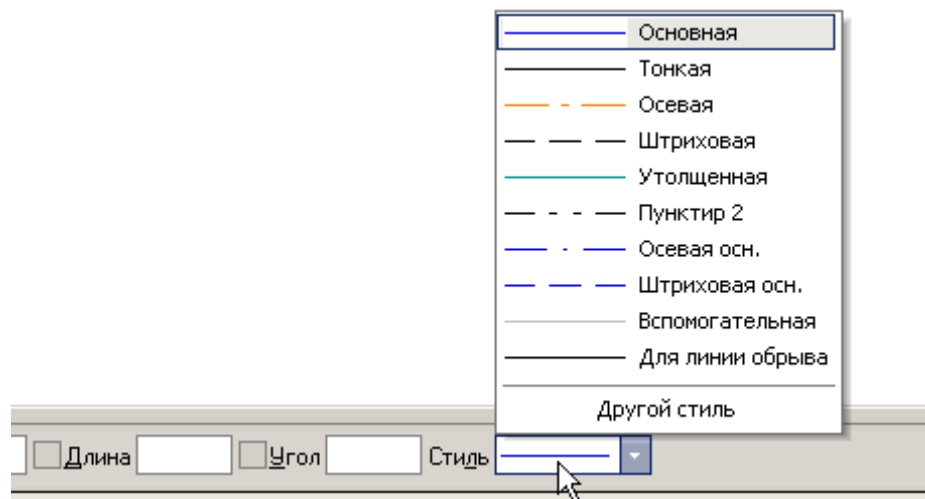 Основная
Тонкая
Осевая
Штриховая
Утолщенная
Пунктир 2
Осевая осн.
Штриховая осн.
Вспомогательная
Для линии обрыва
Другой стиль
Длина Угол Стиль